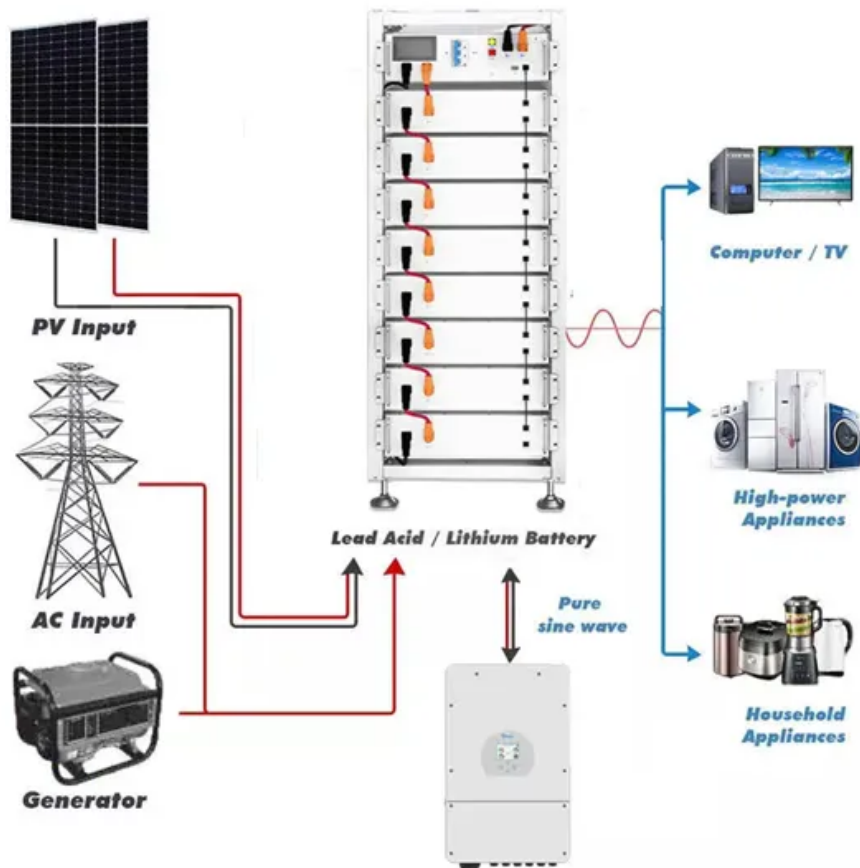 PV Input
AC Input
Generator
Lead Acid / Lithium Battery
Pure
sine wave
Computer / TV
High-power
Appliances
Household
Appliances